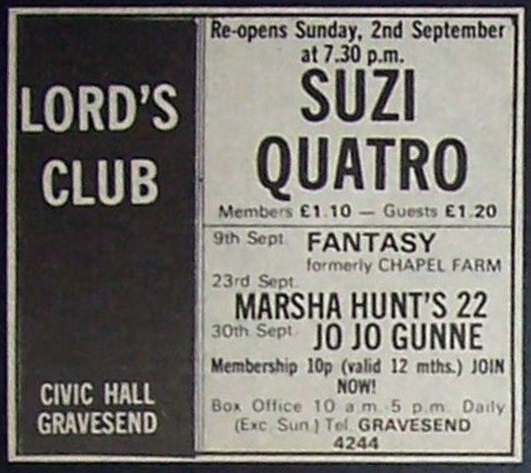 LORD'S
CLUB
CIVIC HALL
GRAVESEND
Re-opens Sunday, 2nd September
at 7.30 p.m.
SUZI
QUATRO
Members £1.10 — Guests £1.20
9th Sept. FANTASY
formerly CHAPEL FARM
23rd Sept.
MARSHA HUNT'S 22
30th Sept. JO JO GUNNE
Membership 10p (valid 12 mths.) JOIN
NOW!
Box Office 10 a.m.-5 p.m. Daily
(Exc. Sun.) Tel. GRAVESEND
4244